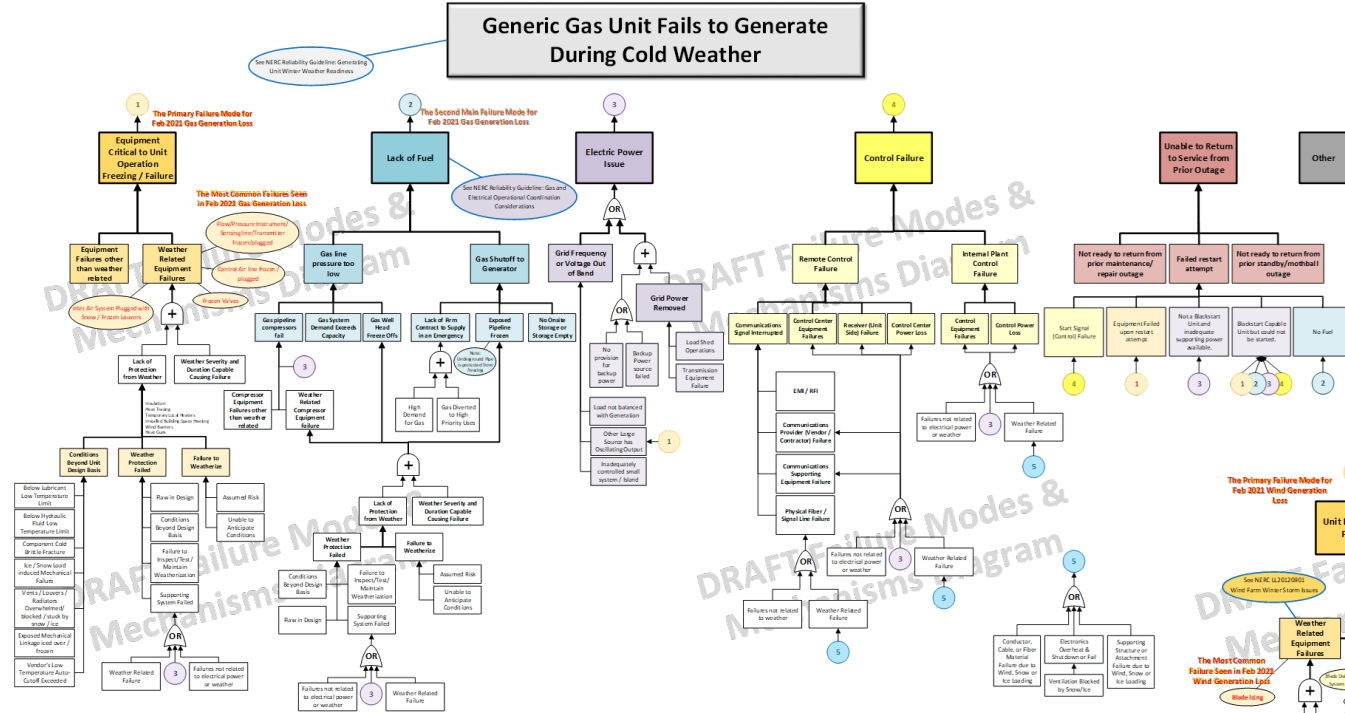 Generic Gas Unit Fails to Generate
During Cold Weather
See NERC Reliability Guideline: Generating
Unit Winter Weather Readiness
1
The Primary Failure Mode for
Feb 2021 Gas Generation Loss
2
The Second Main Failure Mode for
Feb 2021 Gas Generation Loss
3
4
Equipment
Critical to Unit
Operation
Freezing / Failure
Lack of Fuel
Electric Power
Issue
Control Failure
Unable to Return
to Service from
Prior Outage
Other
See NERC Reliability Guideline: Gas and
Electrical Operational Coordination
Considerations
The Most Common Failures Seen
in Feb 2021 Gas Generation Loss
Flow/Pressure Instrument/
Sensing line/Transmitter
frozen/plugged
Control Air line frozen /
plugged
Frozen Valves
Inlet Air System Plugged with
Snow / Frozen Louvers
Equipment
Failures other
than weather
related
Weather
Related
Equipment
Failures
+
Lack of
Protection
from Weather
Weather Severity and
Duration Capable
Causing Failure
Insulation
Heat Tracing
Temporary Local Heaters
Installed Building Space Heating
Wind Barriers
Heat Guns
Conditions
Beyond Unit
Design Basis
Weather
Protection
Failed
Failure to
Weatherize
Below Lubricant
Low Temperature
Limit
Below Hydraulic
Fluid Low
Temperature Limit
Component Cold
Brittle Fracture
Ice / Snow Load
induced Mechanical
Failure
Vents / Louvers /
Radiators
Overwhelmed/
blocked / stuck by
snow / ice
Exposed Mechanical
Linkage iced over /
frozen
Vendor's Low
Temperature Auto-
Cutoff Exceeded
Raw in Design
Conditions
Beyond Design
Basis
Failure to
Inspect/Test/
Maintain
Weatherization
Supporting
System Failed
OR
Weather Related
Failure
3
Failures not related
to electrical power
or weather
Assumed Risk
Unable to
Anticipate
Conditions
Gas line
pressure too
low
Gas Shutoff to
Generator
Gas pipeline
compressors
fail
Gas System
Demand Exceeds
Capacity
Gas Well
Head
Freeze Offs
3
Compressor
Equipment
Failures other
than weather
related
Weather
Related
Compressor
Equipment
Failure
Lack of Firm
Contract to Supply
in an Emergency
Exposed
Pipeline
Frozen
No Onsite
Storage or
Storage Empty
+
High
Demand
for Gas
Gas Diverted
to High
Priority Uses
+
Lack of
Protection
from Weather
Weather Severity and
Duration Capable
Causing Failure
Weather
Protection
Failed
Failure to
Weatherize
Conditions
Beyond Design
Basis
Raw in Design
Failure to
Inspect/Test/
Maintain
Weatherization
Supporting
System Failed
Assumed Risk
Unable to
Anticipate
Conditions
OR
Failures not related
to electrical power
or weather
3
Weather Related
Failure
OR
Grid Frequency
or Voltage Out
of Band
+
OR
No
provision
for
backup
power
Backup
Power
source
failed
Grid Power
Removed
Load Shed
Operations
Transmission
Equipment
Failure
Load not balanced
with Generation
Other Large
Source has
Oscillating Output
1
Inadequately
controlled small
system / Island
Remote Control
Failure
Internal Plant
Control
Failure
Communications
Signal Interrupted
Control Center
Equipment
Failures
Receiver (Unit
Side) Failure
Control Center
Power Loss
Control
Equipment
Failures
Control Power
Loss
OR
Failures not related
to electrical power
or weather
3
Weather Related
Failure
5
EMI / RFI
Communications
Provider (Vendor /
Contractor) Failure
Communications
Supporting
Equipment Failure
Physical Fiber /
Signal Line Failure
OR
Failures not related
to weather
Weather Related
Failure
5
OR
Failures not related
to electrical power
or weather
3
Weather Related
Failure
5
Not ready to return from
prior maintenance/
repair outage
Failed restart
attempt
Not ready to return from
prior standby/mothball
outage
Start Signal
(Control) Failure
Equipment Failed
upon restart
attempt
Not a Blackstart
Unit and
inadequate
supporting power
available.
Blackstart Capable
Unit but could not
be started.
No Fuel
4
1
3
1
2
3
4
2
5
OR
Conductor,
Cable, or Fiber
Material
Failure due to
Wind, Snow or
Ice Loading
Electronics
Overheat &
Shutdown or Fail
Ventilation Blocked
by Snow/Ice
Supporting
Structure or
Attachment
Failure due to
Wind, Snow or
Ice Loading
The Primary Failure Mode for
Feb 2021 Wind Generation
Loss
See NERC LL20120901
Wind Farm Winter Storm Issues
Weather
Related
Equipment
Failures
The Most Common
Failure Seen in Feb 2021
Wind Generation Loss
Blade Icing
+
DRAFT Failure Modes &
Mechanisms Diagram
DRAFT Failure Modes &
Mechanisms Diagram
DRAFT Failure Modes &
Mechanisms Diagram
DRAFT Failure Modes &
Mechanisms Diagram